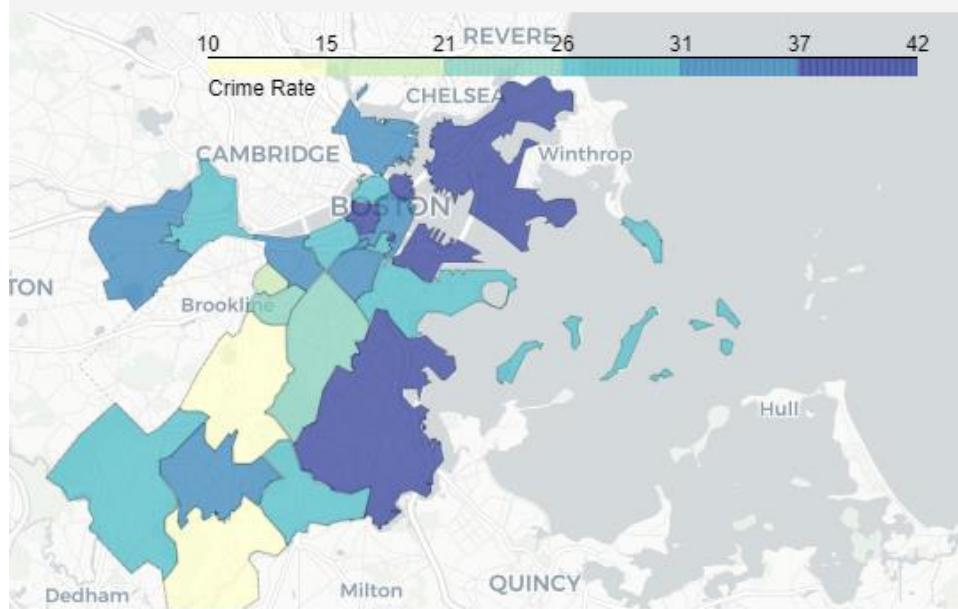 REVERE
10 15 21 26 31 37 42
Crime Rate
CHELSEA
CAMBRIDGE
Winthrop
BOSTON
TON
Brookline
Hull
QUINCY
Dedham
Milton